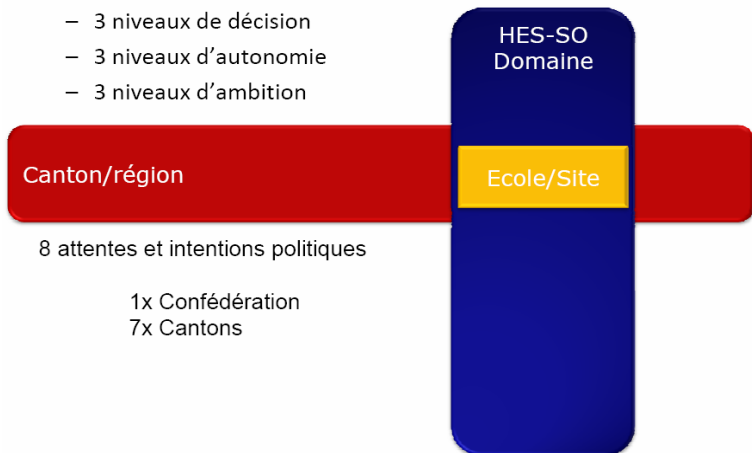 – 3 niveaux de décision
– 3 niveaux d’autonomie
– 3 niveaux d’ambition
HES-SO
Domaine
Canton/région
Ecole/Site
8 attentes et intentions politiques
1x Confédération
7x Cantons